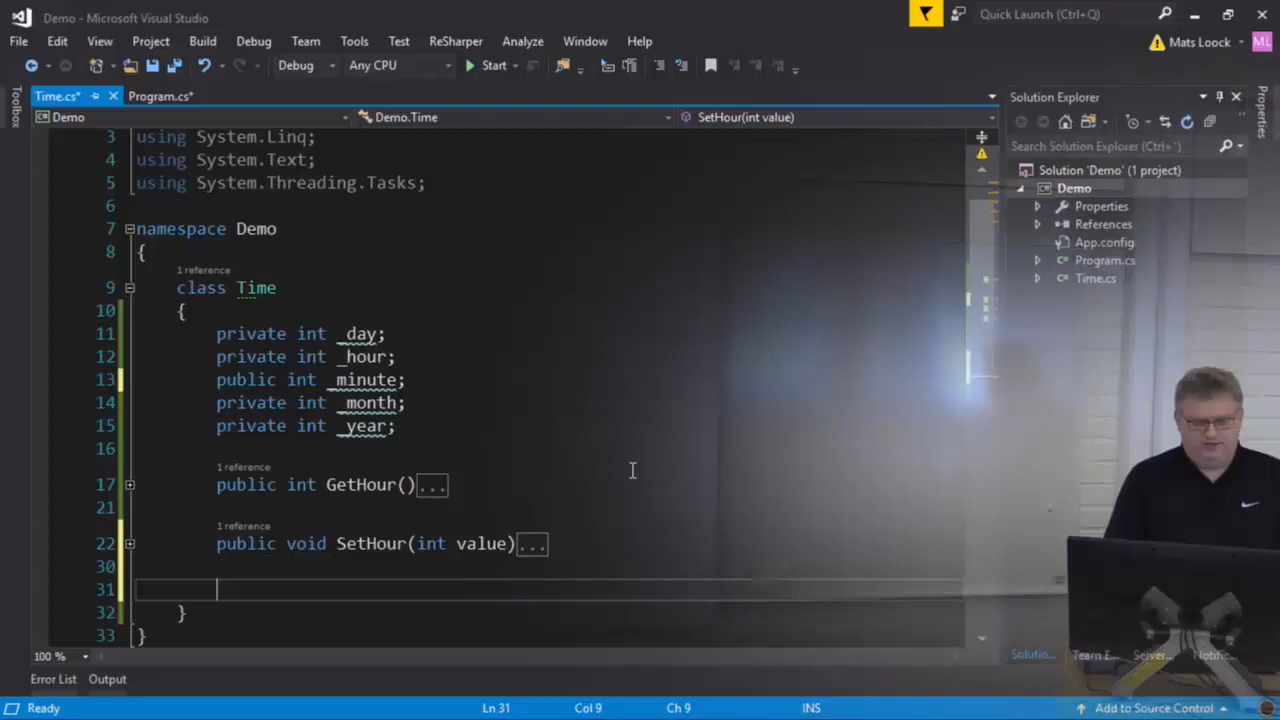 Demo - Microsoft Visual Studio
Quick Launch (Ctrl+Q)
File Edit View Project Build Debug Team Tools Test ReSharper Analyze Window Help
Mats Loock ML
Debug Any CPU Start
Toolbox
Time.cs* Program.cs*
Solution Explorer
Properties
Demo Demo.Time SetHour(int value)
Search Solution Explorer (Ctrl+¨)
Solution 'Demo' (1 project)
Demo
Properties
References
App.config
Program.cs
Time.cs
3 using System.Linq;
4 using System.Text;
5 using System.Threading.Tasks;
6
7 namespace Demo
8 {
1 reference
9 class Time
10 {
11 private int _day;
12 private int _hour;
13 public int _minute;
14 private int _month;
15 private int _year;
16
1 reference
17 public int GetHour()...
21
1 reference
22 public void SetHour(int value)...
30
31
32 }
33 }
100 %
Solutio... Team E... Server... Notific...
Error List Output
Ready Ln 31 Col 9 Ch 9 INS Add to Source Control